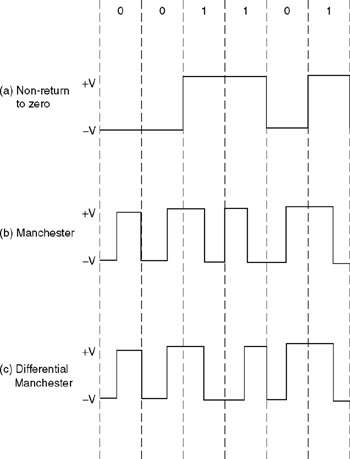 0 0 1 1 0 1
+V
(a) Non-return
to zero
–V
+V
(b) Manchester
–V
+V
(c) Differential
Manchester
–V